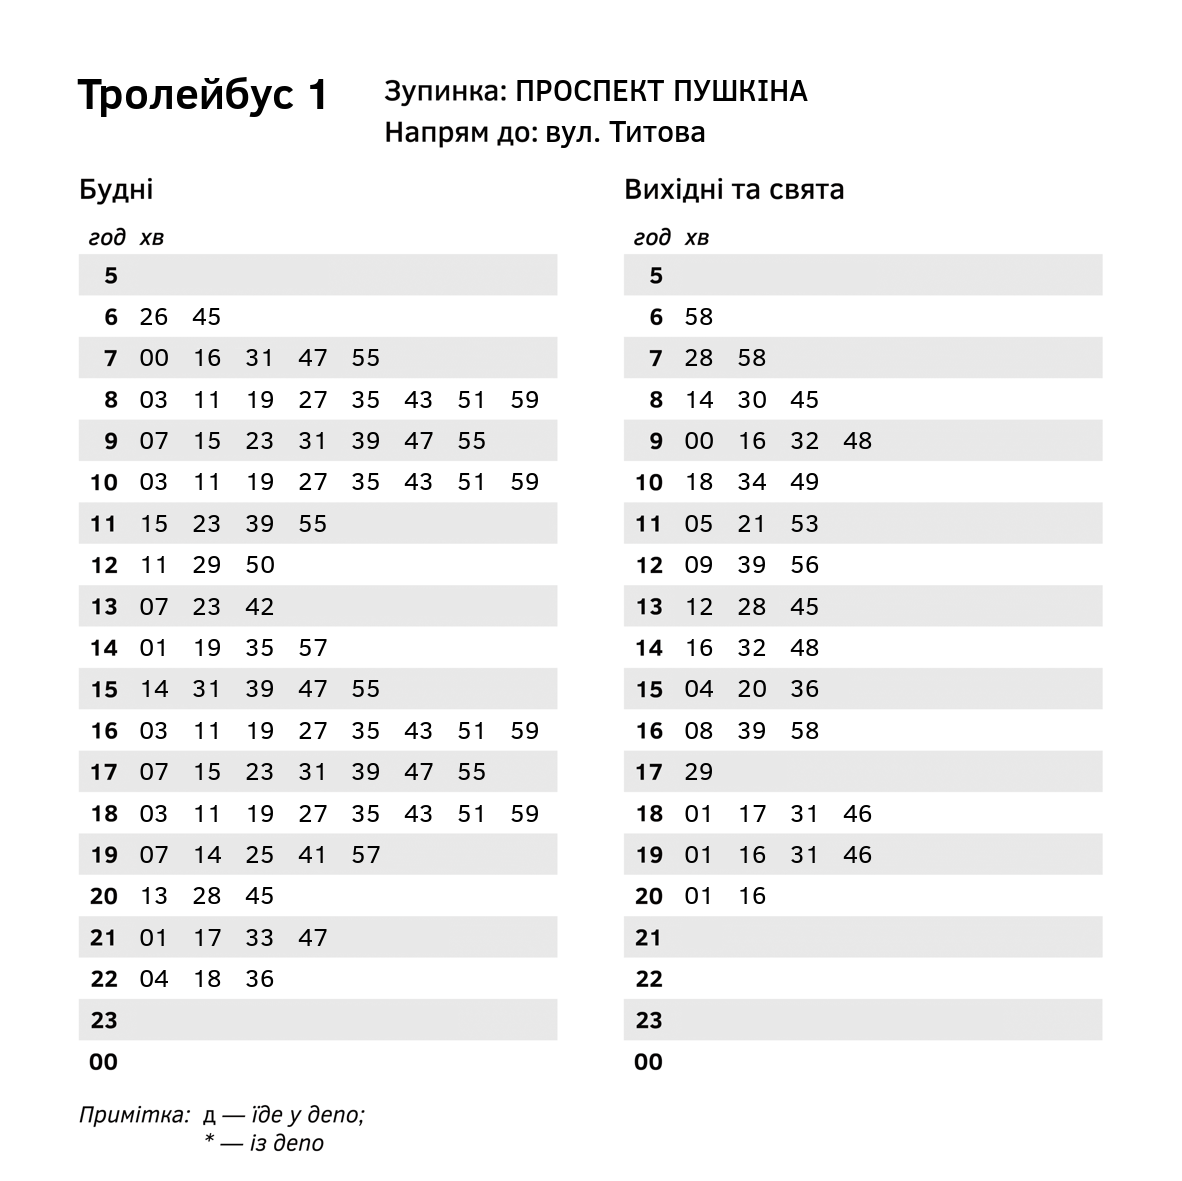 Тролейбус 1
Зупинка: ПРОСПЕКТ ПУШКІНА
Напрям до: вул. Титова
Будні
год хв
5
6 26 45
7 00 16 31 47 55
8 03 11 19 27 35 43 51 59
9 07 15 23 31 39 47 55
10 03 11 19 27 35 43 51 59
11 15 23 39 55
12 11 29 50
13 07 23 42
14 01 19 35 57
15 14 31 39 47 55
16 03 11 19 27 35 43 51 59
17 07 15 23 31 39 47 55
18 03 11 19 27 35 43 51 59
19 07 14 25 41 57
20 13 28 45
21 01 17 33 47
22 04 18 36
23
00
Вихідні та свята
год хв
5
6 58
7 28 58
8 14 30 45
9 00 16 32 48
10 18 34 49
11 05 21 53
12 09 39 56
13 12 28 45
14 16 32 48
15 04 20 36
16 08 39 58
17 29
18 01 17 31 46
19 01 16 31 46
20 01 16
21
22
23
00
Примітка: д — їде у депо;
* — із депо